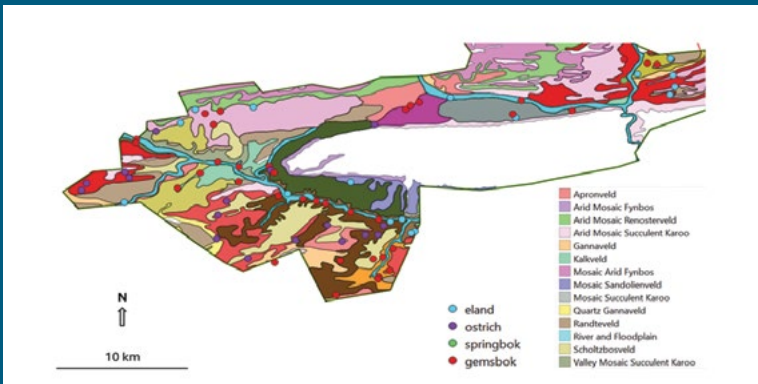 Apronveld
Arid Mosaic Fynbos
Arid Mosaic Renosterveld
Arid Mosaic Succulent Karoo
Gannaveld
Kalkveld
Mosaic Arid Fynbos
Mosaic Sandolienveld
Mosaic Succulent Karoo
Quartz Gannaveld
Randteveld
River and Floodplain
Scholtzbosveld
Valley Mosaic Succulent Karoo
N
10 km
eland
ostrich
springbok
gemsbok